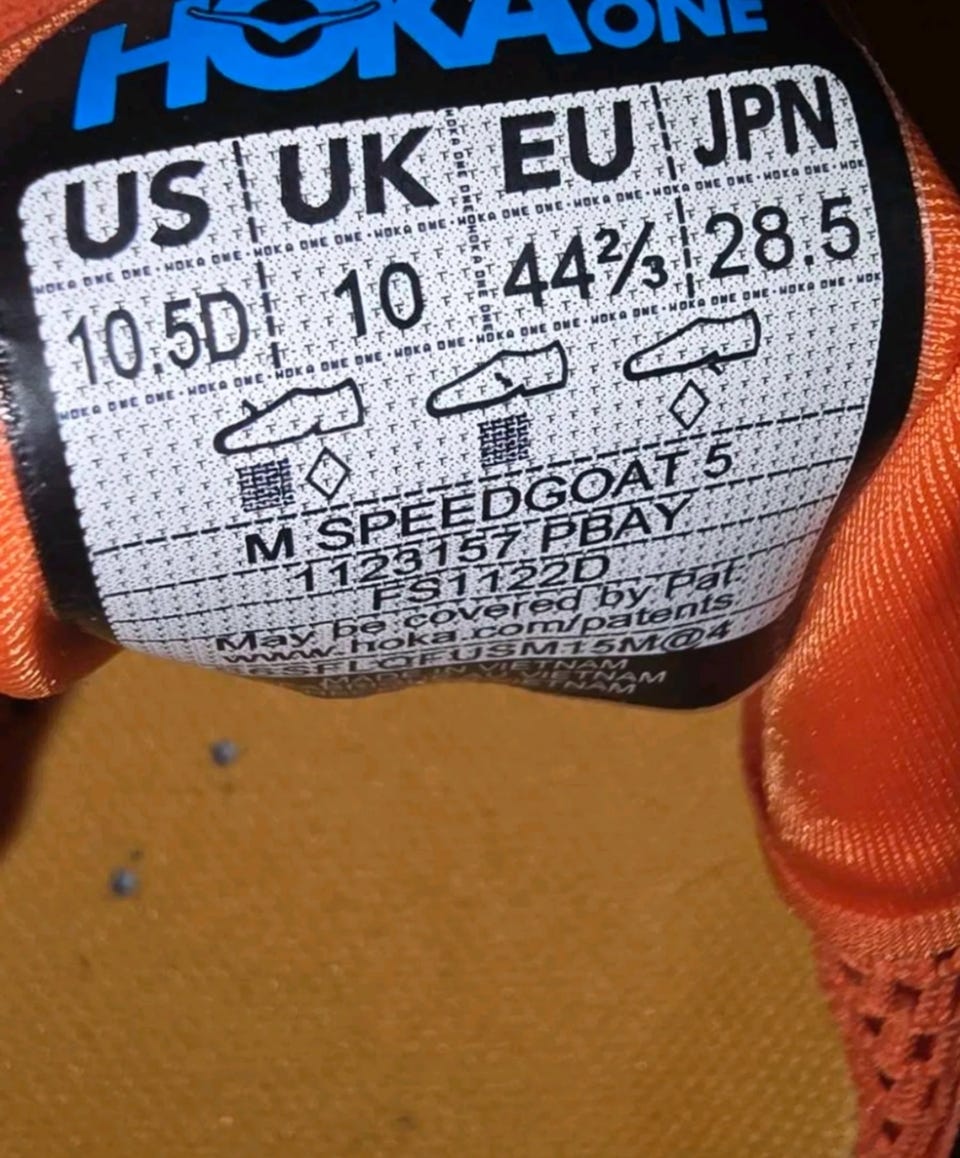 HOKA ONE
US UK EU JPN
10.5D 10 44⅔ 28.5
M SPEEDGOAT 5
1123157 PBAY
FS1122D
May be covered by Pat.
www.hoka.com/patents
MADE IN VIETNAM